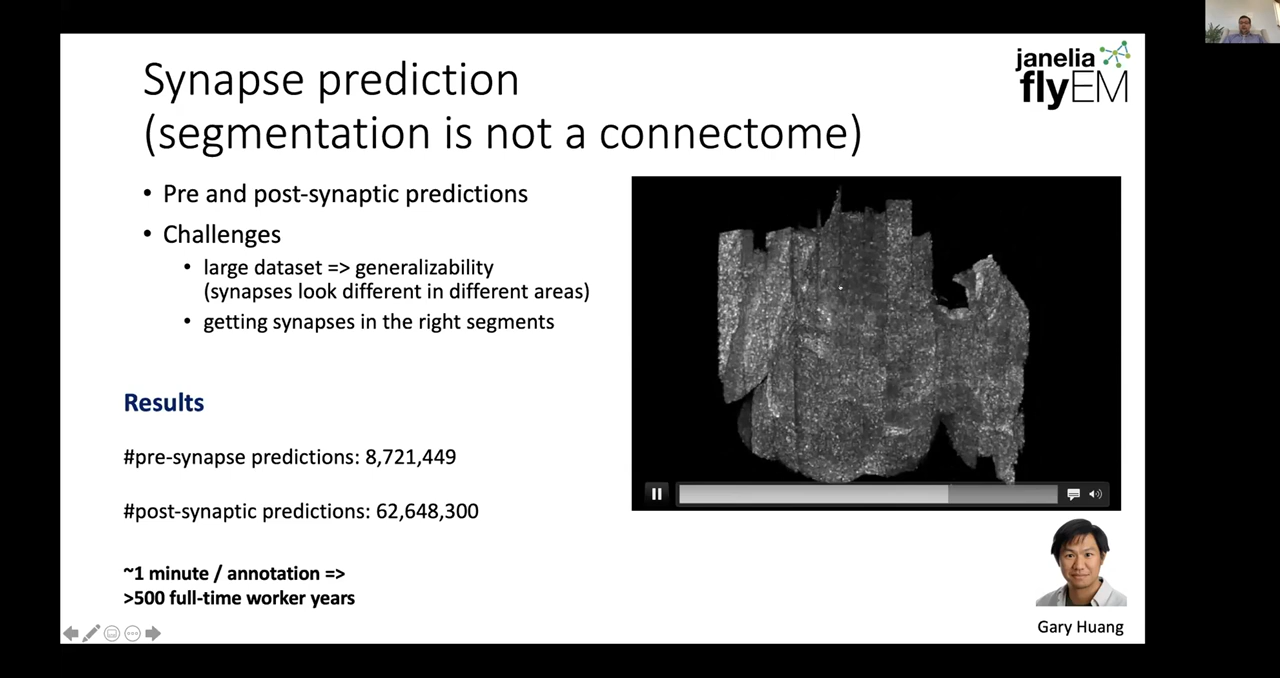 Synapse prediction
(segmentation is not a connectome)
janelia
flyEM
• Pre and post-synaptic predictions
• Challenges
• large dataset => generalizability
(synapses look different in different areas)
• getting synapses in the right segments
Results
#pre-synapse predictions: 8,721,449
#post-synaptic predictions: 62,648,300
~1 minute / annotation =>
>500 full-time worker years
Gary Huang